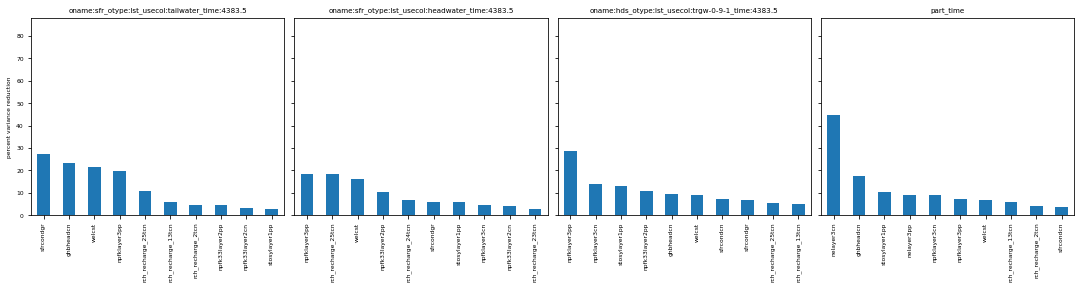 oname:sfr_otype:lst_usecol:tailwater_time:4383.5
oname:sfr_otype:lst_usecol:headwater_time:4383.5
oname:hds_otype:lst_usecol:trgw-0-9-1_time:4383.5
part_time
percent variance reduction
80
70
60
50
40
30
20
10
0
sfrcondgr
ghbheadcn
welcst
npfklayer3pp
rch_recharge_25tcn
rch_recharge_13tcn
rch_recharge_2tcn
npfk33layer2pp
npfk33layer2cn
stosylayer1pp
npfklayer3pp
rch_recharge_25tcn
welcst
npfk33layer2pp
rch_recharge_24tcn
sfrcondgr
stosylayer1pp
npfklayer3cn
npfk33layer2cn
rch_recharge_23tcn
npfklayer3pp
npfklayer3cn
stosylayer1pp
npfk33layer2pp
ghbheadcn
welcst
sfrcondcn
sfrcondgr
rch_recharge_25tcn
rch_recharge_13tcn
nelayer3cn
ghbheadcn
stosylayer1pp
nelayer3pp
npfklayer3cn
npfklayer3pp
welcst
rch_recharge_13tcn
rch_recharge_2tcn
sfrcondcn